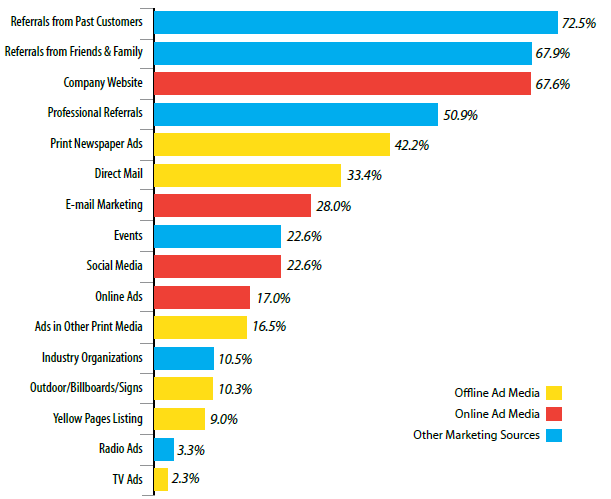 Referrals from Past Customers 72.5%
Referrals from Friends & Family 67.9%
Company Website 67.6%
Professional Referrals 50.9%
Print Newspaper Ads 42.2%
Direct Mail 33.4%
E-mail Marketing 28.0%
Events 22.6%
Social Media 22.6%
Online Ads 17.0%
Ads in Other Print Media 16.5%
Industry Organizations 10.5%
Outdoor/Billboards/Signs 10.3%
Yellow Pages Listing 9.0%
Radio Ads 3.3%
TV Ads 2.3%
Offline Ad Media
Online Ad Media
Other Marketing Sources